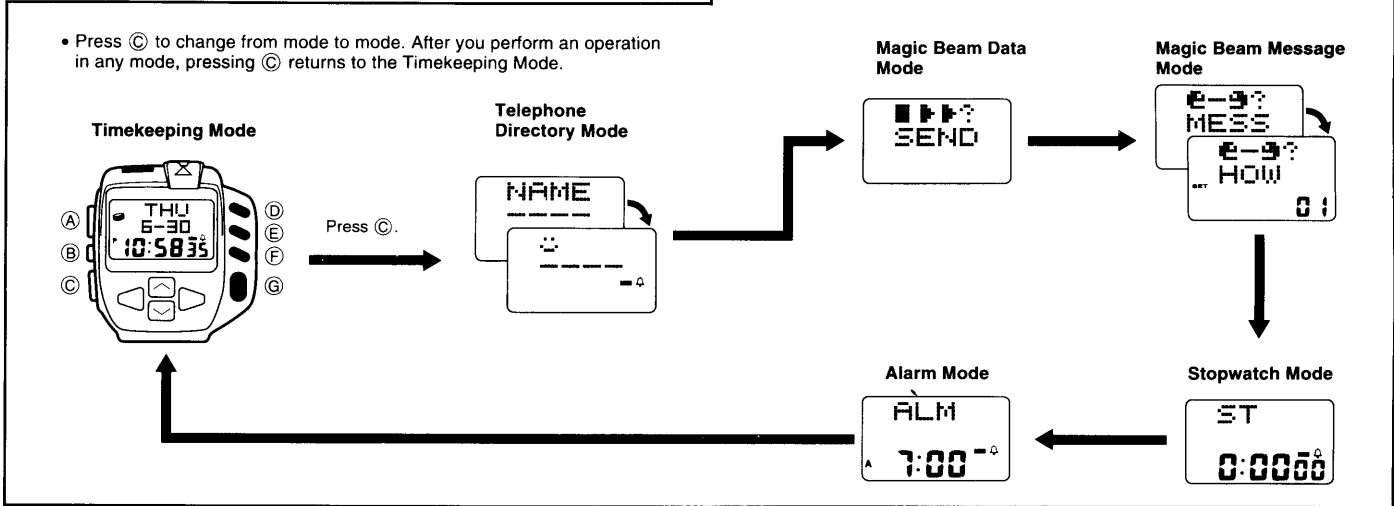 • Press Ⓒ to change from mode to mode. After you perform an operation
in any mode, pressing Ⓒ returns to the Timekeeping Mode.
Timekeeping Mode
THU
6-30
P 10:58 35
Ⓐ
Ⓑ
Ⓒ
Ⓓ
Ⓔ
Ⓕ
Ⓖ
Press Ⓒ.
Telephone
Directory Mode
NAME
Magic Beam Data
Mode
?
SEND
Magic Beam Message
Mode
?
MESS
?
HOW
SET
01
Stopwatch Mode
ST
0:00 00
Alarm Mode
ALM
A 7:00